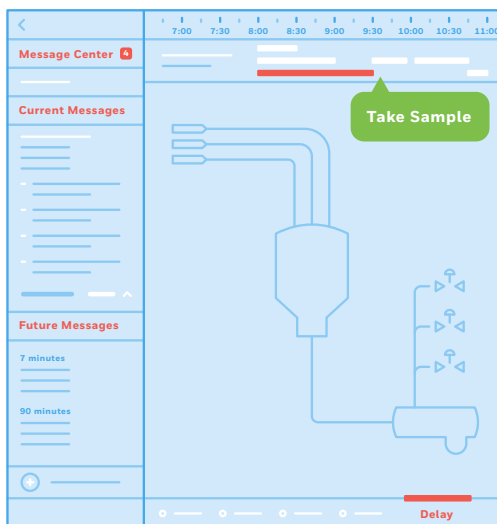 7:00 7:30 8:00 8:30 9:00 9:30 10:00 10:30 11:00
Message Center 4
Current Messages
Take Sample
Future Messages
7 minutes
90 minutes
Delay